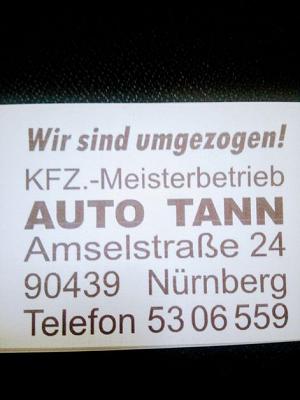 Wir sind umgezogen!
KFZ.-Meisterbetrieb
AUTO TANN
Amselstraße 24
90439 Nürnberg
Telefon 53 06 559